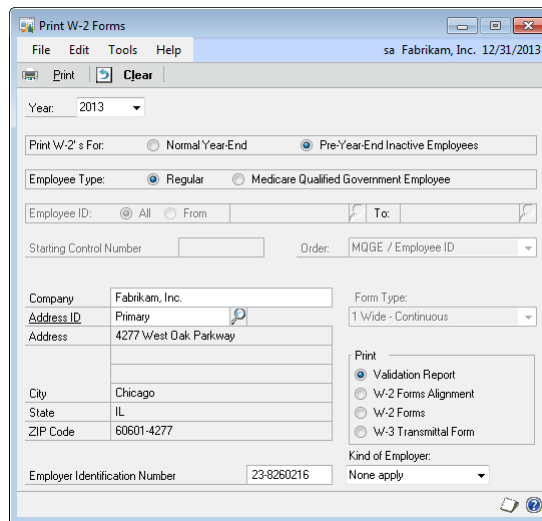 Print W-2 Forms
File Edit Tools Help sa Fabrikam, Inc. 12/31/2013
Print Clear
Year: 2013
Print W-2' s For: Normal Year-End Pre-Year-End Inactive Employees
Employee Type: Regular Medicare Qualified Government Employee
Employee ID: All From To:
Starting Control Number Order: MQGE / Employee ID
Company Fabrikam, Inc. Form Type:
Address ID Primary 1 Wide - Continuous
Address 4277 West Oak Parkway
Print
Validation Report
City Chicago W-2 Forms Alignment
State IL W-2 Forms
ZIP Code 60601-4277 W-3 Transmittal Form
Kind of Employer:
Employer Identification Number 23-8260216 None apply